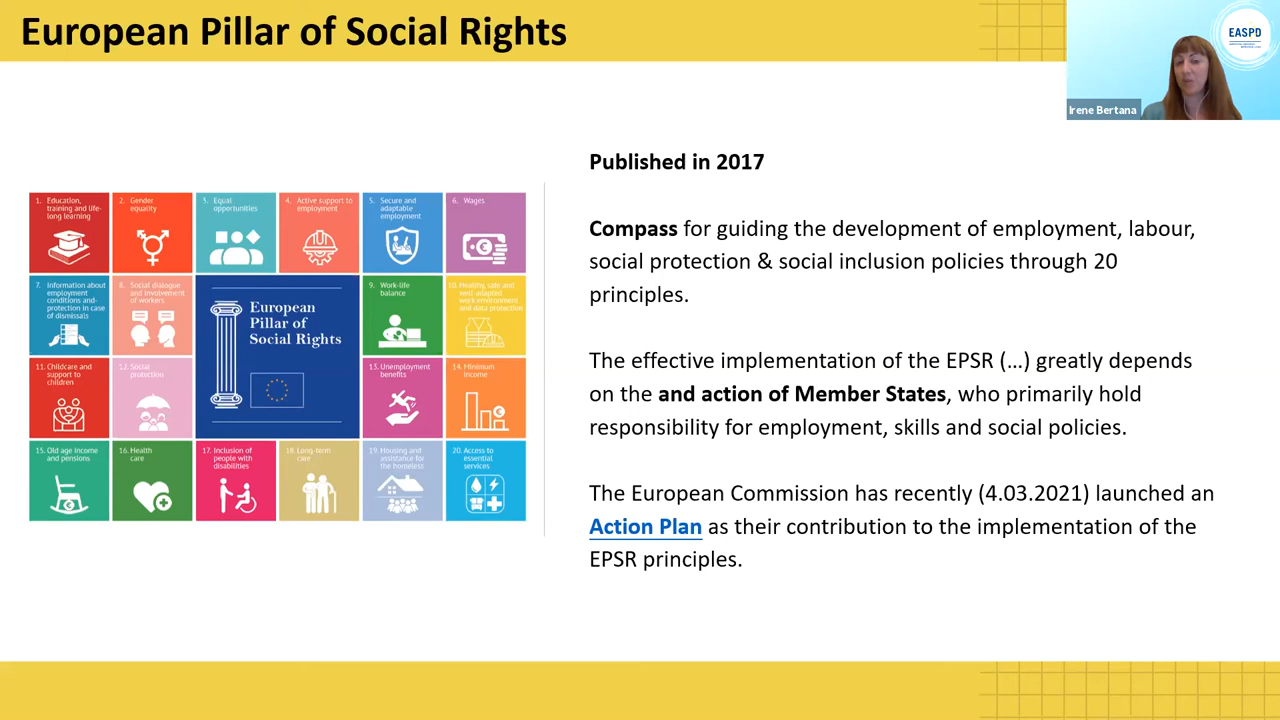 European Pillar of Social Rights
EASPD
Irene Bertana
Published in 2017
Compass for guiding the development of employment, labour,
social protection & social inclusion policies through 20
principles.
The effective implementation of the EPSR (...) greatly depends
on the and action of Member States, who primarily hold
responsibility for employment, skills and social policies.
The European Commission has recently (4.03.2021) launched an
Action Plan as their contribution to the implementation of the
EPSR principles.
1. Education,
training and life-
long learning
2. Gender
equality
3. Equal
opportunities
4. Active support to
employment
5. Secure and
adaptable
employment
6. Wages
7. Information about
employment
conditions and
protection in case
of dismissals
8. Social dialogue
and involvement
of workers
European
Pillar of
Social Rights
9. Work-life
balance
10. Healthy, safe and
well-adapted
work environment
and data protection
11. Childcare and
support to
children
12. Social
protection
13. Unemployment
benefits
14. Minimum
income
15. Old age income
and pensions
16. Health
care
17. Inclusion of
people with
disabilities
18. Long-term
care
19. Housing and
assistance for
the homeless
20. Access to
essential
services